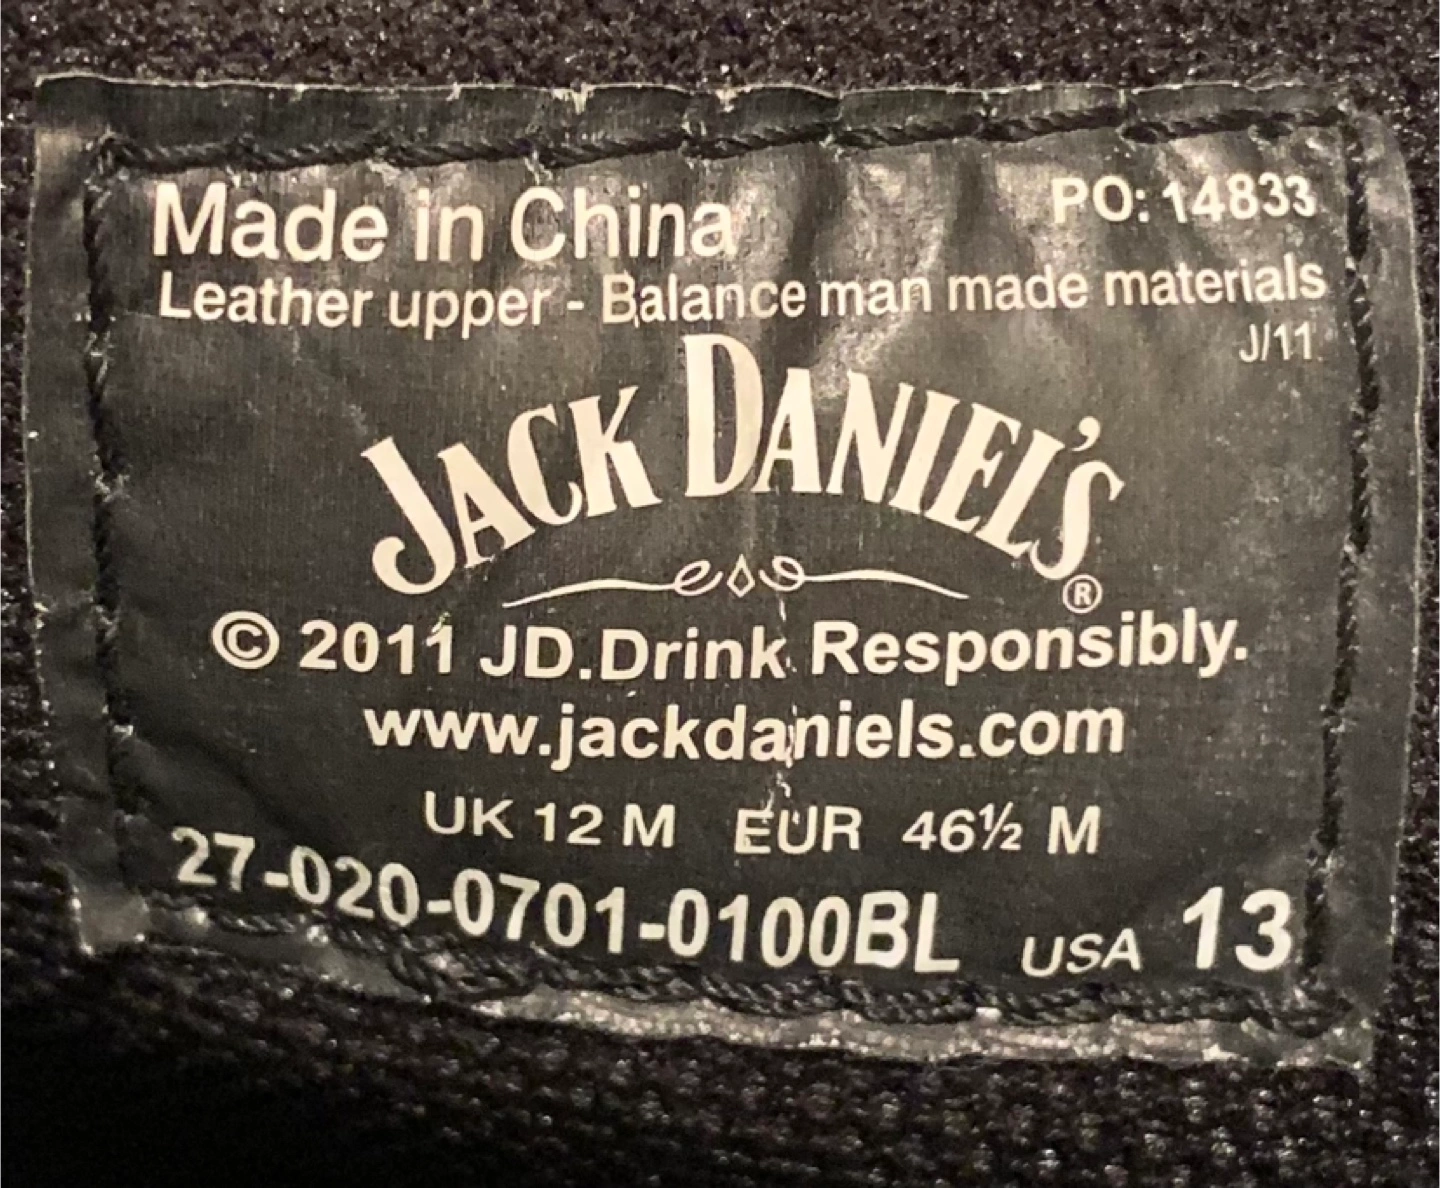 Made in China PO: 14833
Leather upper - Balance man made materials
J/11
JACK DANIEL'S ®
© 2011 JD.Drink Responsibly.
www.jackdaniels.com
UK 12 M EUR 46½ M
27-020-0701-0100BL USA 13